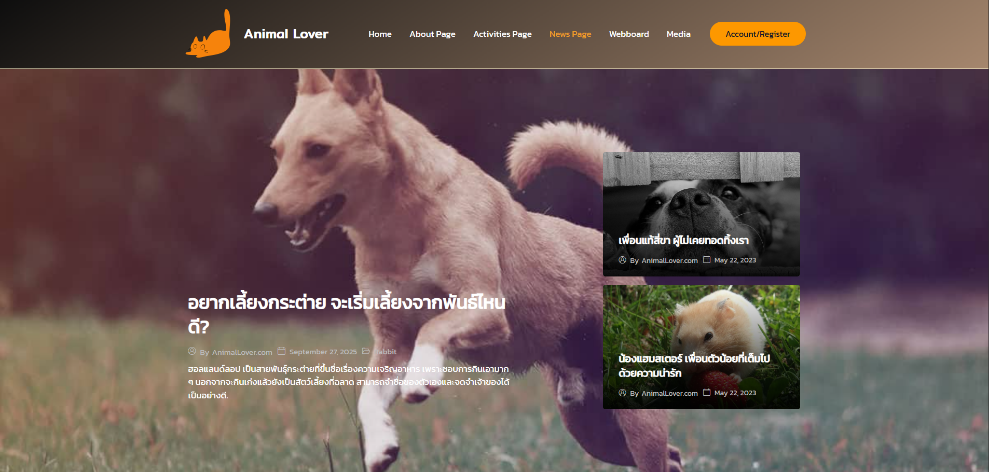 Animal Lover
Home
About Page
Activities Page
News Page
Webboard
Media
Account/Register
อยากเลี้ยงกระต่าย จะเริ่มเลี้ยงจากพันธ์ไหน
ดี?
By AnimalLover.com September 27, 2025 Rabbit
ฮอลแลนด์ลอป เป็นสายพันธุ์กระต่ายที่ขึ้นชื่อเรื่องความเจริญอาหาร เพราะชอบการกินเอามาก
ๆ นอกจากจะกินเก่งแล้วยังเป็นสัตว์เลี้ยงที่ฉลาด สามารถจำชื่อของตัวเองและจดจำเจ้าของได้
เป็นอย่างดี.
เพื่อนแท้สี่ขา ผู้ไม่เคยทอดทิ้งเรา
By AnimalLover.com May 22, 2023
น้องแฮมสเตอร์ เพื่อนตัวน้อยที่เต็มไป
ด้วยความน่ารัก
By AnimalLover.com May 22, 2023